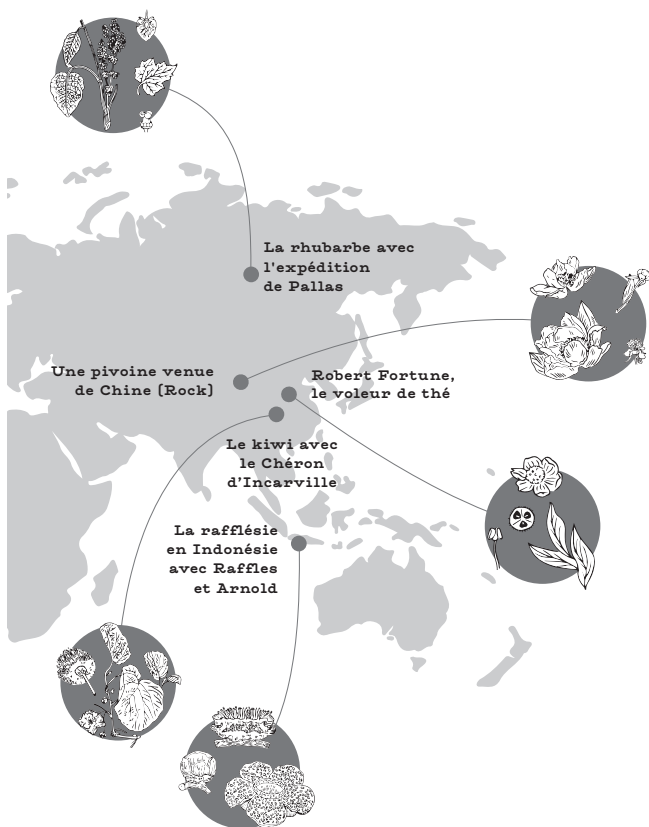 La rhubarbe avec
l'expédition
de Pallas
Une pivoine venue
de Chine (Rock)
Robert Fortune,
le voleur de thé
Le kiwi avec
le Chéron
d’Incarville
La rafflésie
en Indonésie
avec Raffles
et Arnold